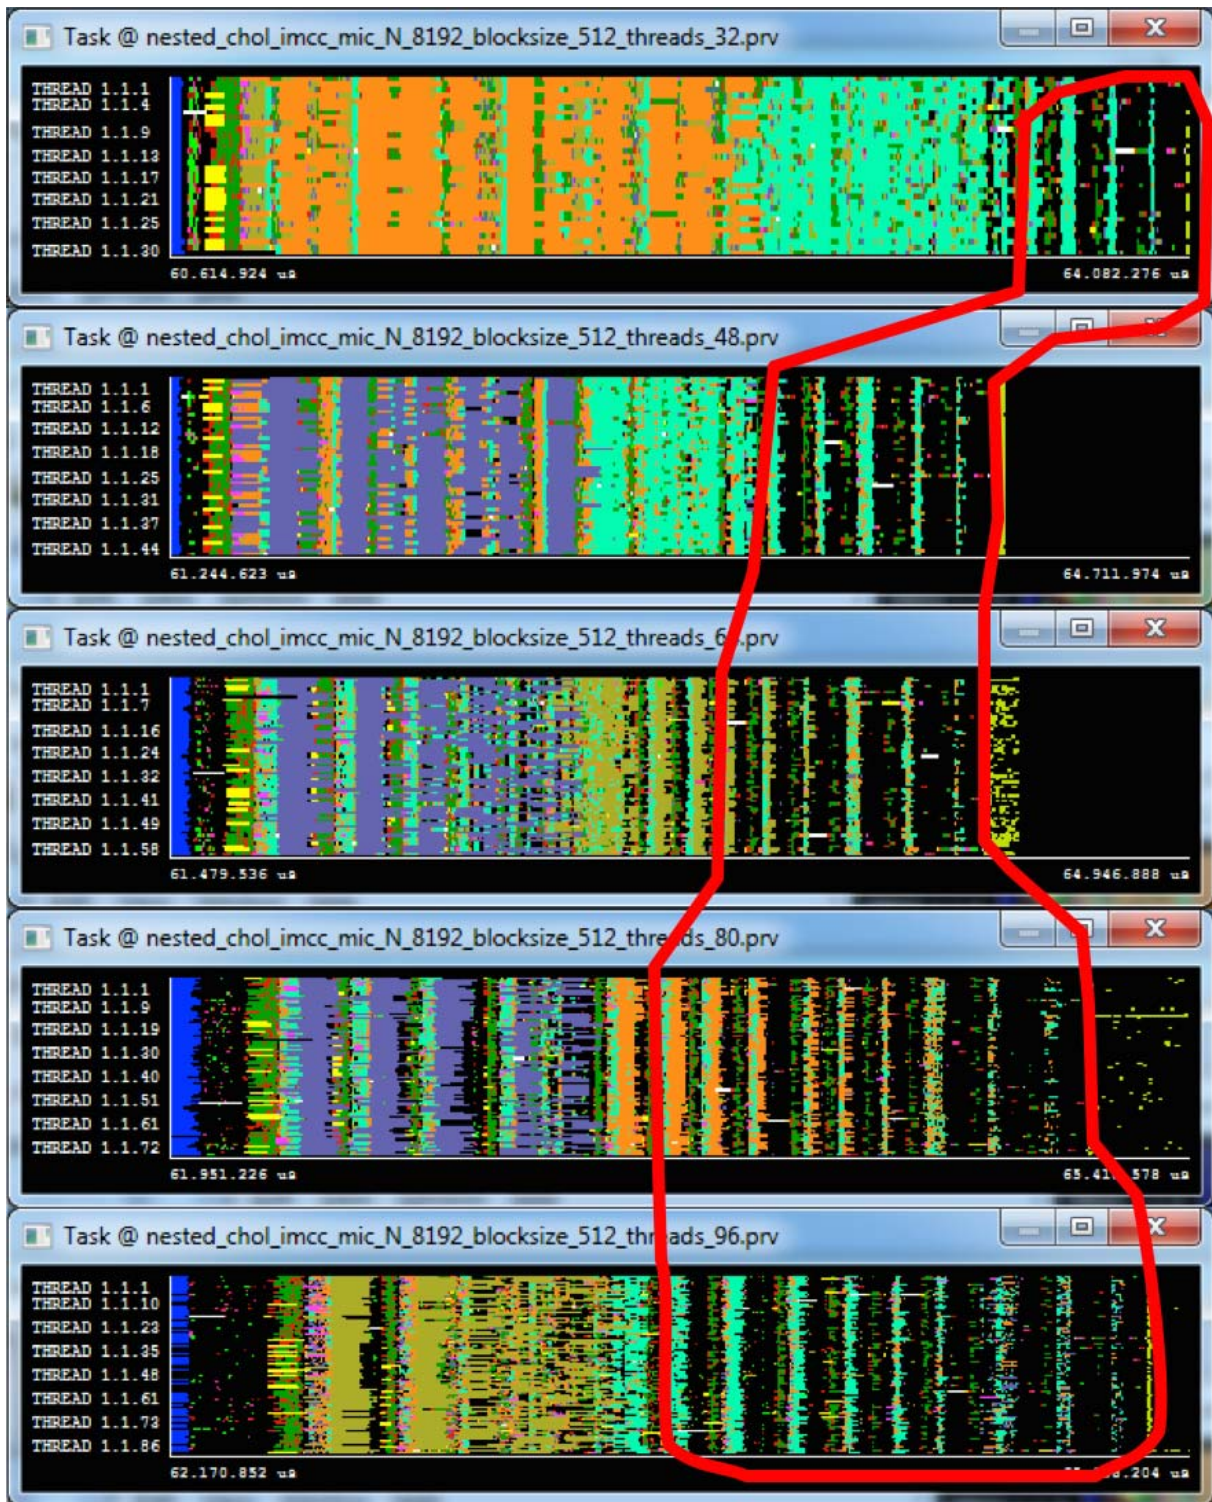 Task @ nested_chol_imcc_mic_N_8192_blocksize_512_threads_32.prv
THREAD 1.1.1
THREAD 1.1.4
THREAD 1.1.9
THREAD 1.1.13
THREAD 1.1.17
THREAD 1.1.21
THREAD 1.1.25
THREAD 1.1.30
60.614.924 us 64.082.276 us
Task @ nested_chol_imcc_mic_N_8192_blocksize_512_threads_48.prv
THREAD 1.1.1
THREAD 1.1.6
THREAD 1.1.12
THREAD 1.1.18
THREAD 1.1.25
THREAD 1.1.31
THREAD 1.1.37
THREAD 1.1.44
61.244.623 us 64.711.974 us
Task @ nested_chol_imcc_mic_N_8192_blocksize_512
THREAD 1.1.1
THREAD 1.1.7
THREAD 1.1.16
THREAD 1.1.24
THREAD 1.1.32
THREAD 1.1.41
THREAD 1.1.49
THREAD 1.1.58
61.479.536 us 64.946.888 us
Task @ nested_chol_imcc_mic_N_8192_blocksize_512_threads_80.prv
THREAD 1.1.1
THREAD 1.1.9
THREAD 1.1.19
THREAD 1.1.30
THREAD 1.1.40
THREAD 1.1.51
THREAD 1.1.61
THREAD 1.1.72
61.951.226 us
Task @ nested_chol_imcc_mic_N_8192_blocksize_512_threads_96.prv
THREAD 1.1.1
THREAD 1.1.10
THREAD 1.1.23
THREAD 1.1.35
THREAD 1.1.48
THREAD 1.1.61
THREAD 1.1.73
THREAD 1.1.86
62.170.852 us